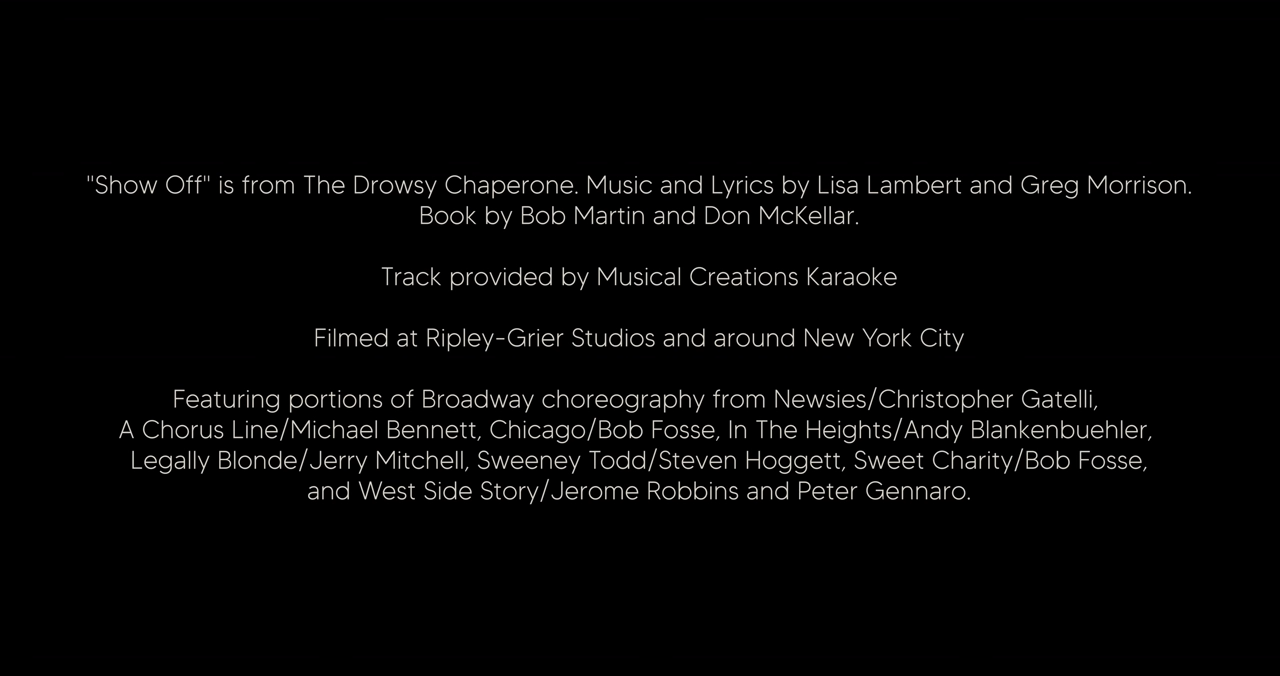 "Show Off" is from The Drowsy Chaperone. Music and Lyrics by Lisa Lambert and Greg Morrison.
Book by Bob Martin and Don McKellar.
Track provided by Musical Creations Karaoke
Filmed at Ripley-Grier Studios and around New York City
Featuring portions of Broadway choreography from Newsies/Christopher Gatelli,
A Chorus Line/Michael Bennett, Chicago/Bob Fosse, In The Heights/Andy Blankenbuehler,
Legally Blonde/Jerry Mitchell, Sweeney Todd/Steven Hoggett, Sweet Charity/Bob Fosse,
and West Side Story/Jerome Robbins and Peter Gennaro.